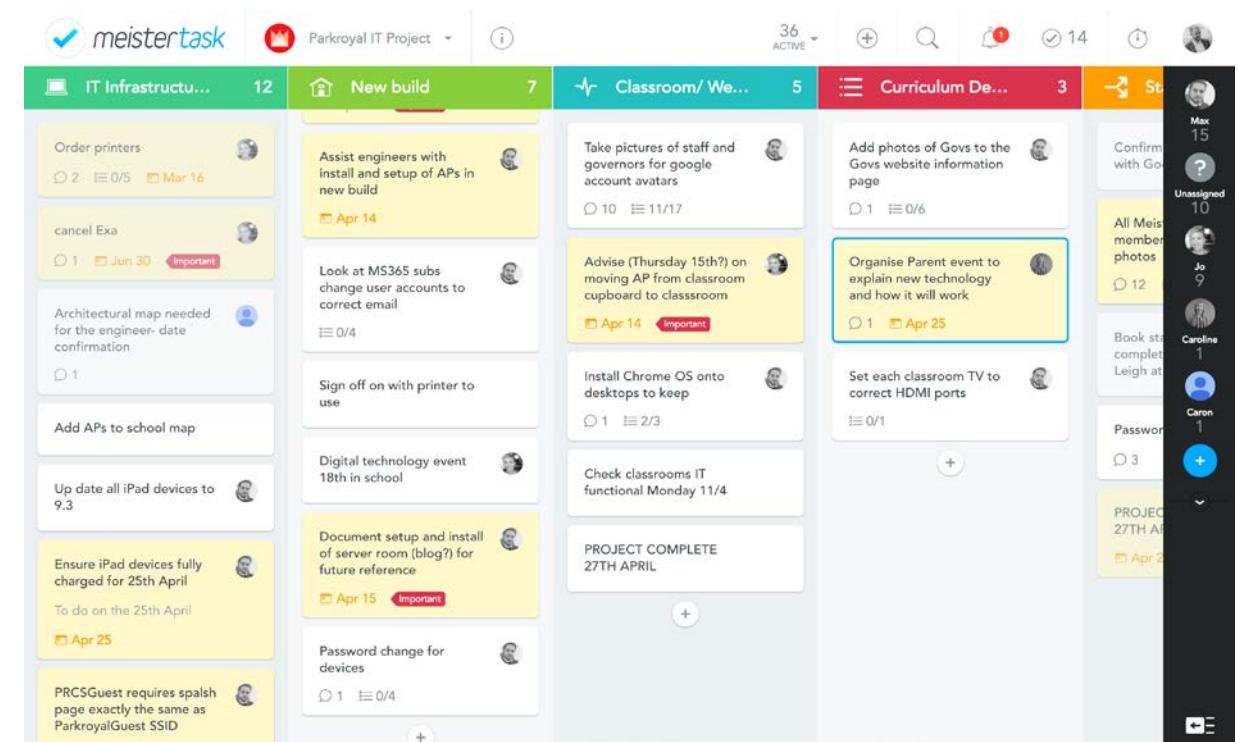 meistertask
Parkroyal IT Project
36
ACTIVE
1
14
IT Infrastructu... 12
Order printers
2 0/5 Mar 16
cancel Exa
1 Jun 30 Important
Architectural map needed
for the engineer- date
confirmation
1
Add APs to school map
Up date all iPad devices to
9.3
Ensure iPad devices fully
charged for 25th April
To do on the 25th April
Apr 25
PRCSGuest requires spalsh
page exactly the same as
ParkroyalGuest SSID
New build 7
Assist engineers with
install and setup of APs in
new build
Apr 14
Look at MS365 subs
change user accounts to
correct email
0/4
Sign off on with printer to
use
Digital technology event
18th in school
Document setup and install
of server room (blog?) for
future reference
Apr 15 Important
Password change for
devices
1 0/4
Classroom/ We... 5
Take pictures of staff and
governors for google
account avatars
10 11/17
Advise (Thursday 15th?) on
moving AP from classroom
cupboard to classsroom
Apr 14 Important
Install Chrome OS onto
desktops to keep
1 2/3
Check classrooms IT
functional Monday 11/4
PROJECT COMPLETE
27TH APRIL
Curriculum De... 3
Add photos of Govs to the
Govs website information
page
1 0/6
Organise Parent event to
explain new technology
and how it will work
1 Apr 25
Set each classroom TV to
correct HDMI ports
0/1
St
Confirm
with Go
All Meis
member
photos
12
Book sta
complet
Leigh at
Passwor
3
PROJEC
27TH AP
Apr 2
Max
15
?
Unassigned
10
Jo
9
Caroline
1
Caron
1